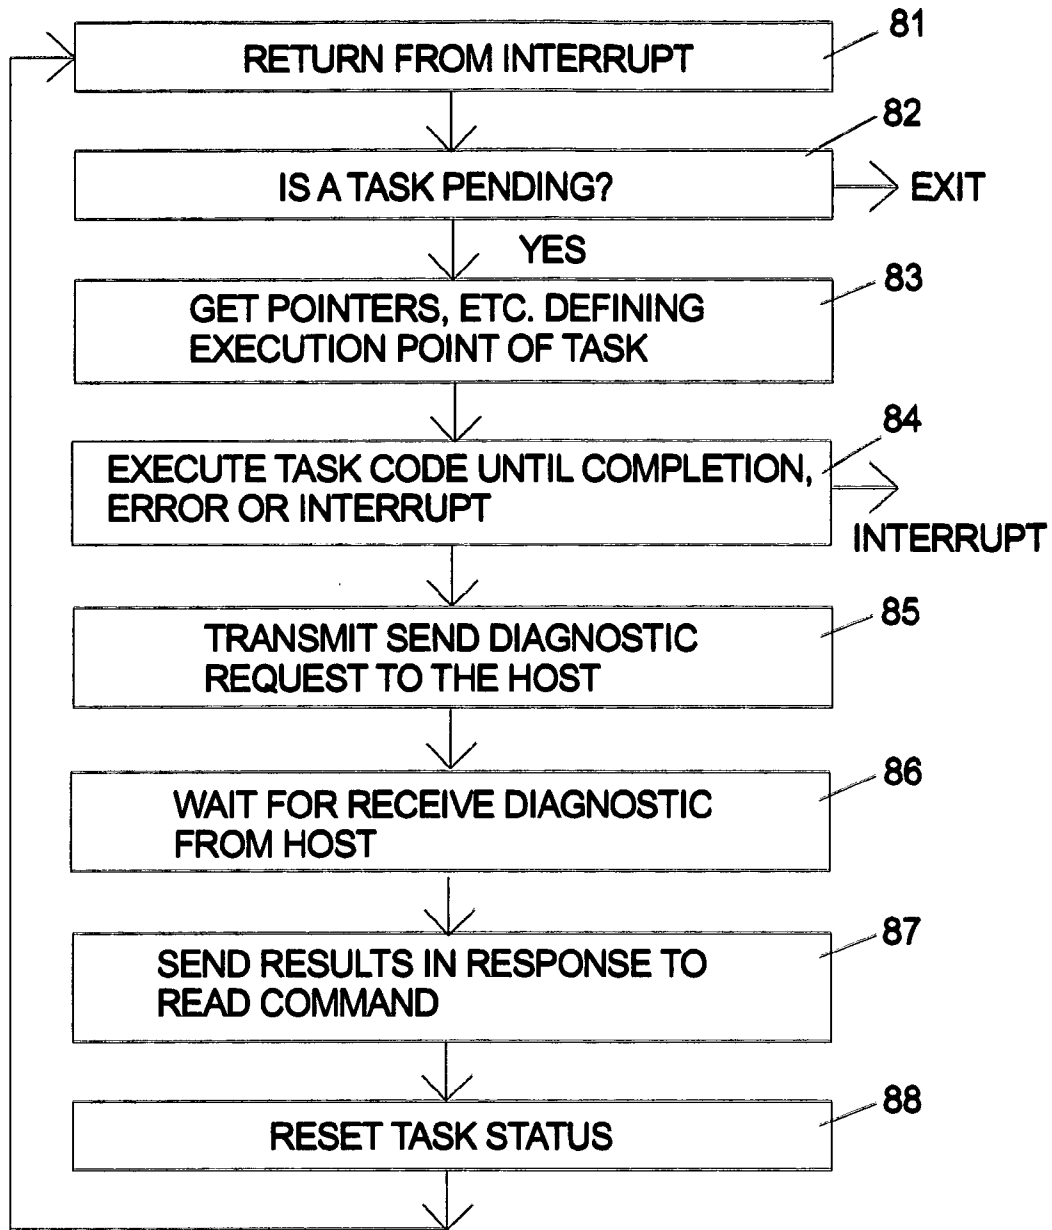 81
RETURN FROM INTERRUPT
82
IS A TASK PENDING?
EXIT
YES
83
GET POINTERS, ETC. DEFINING
EXECUTION POINT OF TASK
84
EXECUTE TASK CODE UNTIL COMPLETION,
ERROR OR INTERRUPT
INTERRUPT
85
TRANSMIT SEND DIAGNOSTIC
REQUEST TO THE HOST
86
WAIT FOR RECEIVE DIAGNOSTIC
FROM HOST
87
SEND RESULTS IN RESPONSE TO
READ COMMAND
88
RESET TASK STATUS